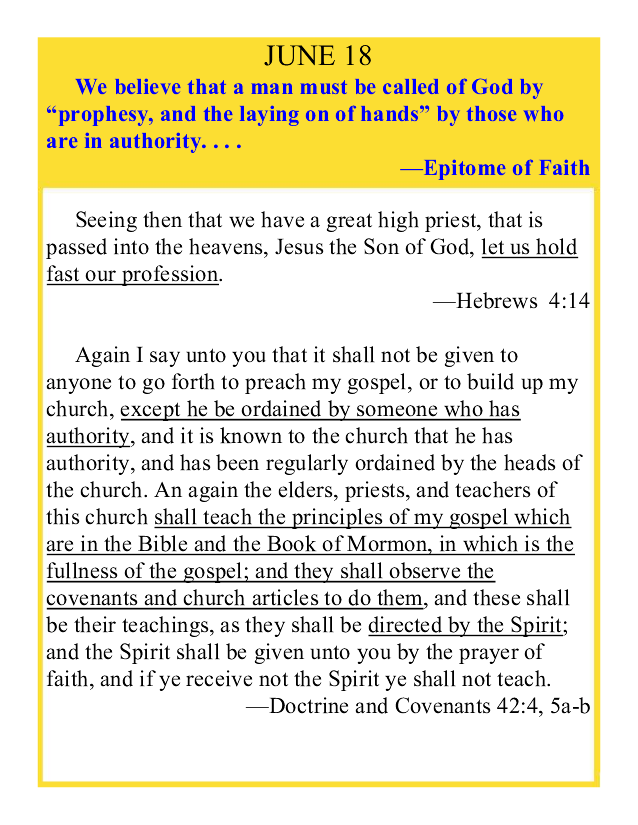 JUNE 18
We believe that a man must be called of God by
“prophesy, and the laying on of hands” by those who
are in authority. . . .
—Epitome of Faith
Seeing then that we have a great high priest, that is
passed into the heavens, Jesus the Son of God, let us hold
fast our profession.
—Hebrews 4:14
Again I say unto you that it shall not be given to
anyone to go forth to preach my gospel, or to build up my
church, except he be ordained by someone who has
authority, and it is known to the church that he has
authority, and has been regularly ordained by the heads of
the church. An again the elders, priests, and teachers of
this church shall teach the principles of my gospel which
are in the Bible and the Book of Mormon, in which is the
fullness of the gospel; and they shall observe the
covenants and church articles to do them, and these shall
be their teachings, as they shall be directed by the Spirit;
and the Spirit shall be given unto you by the prayer of
faith, and if ye receive not the Spirit ye shall not teach.
—Doctrine and Covenants 42:4, 5a-b